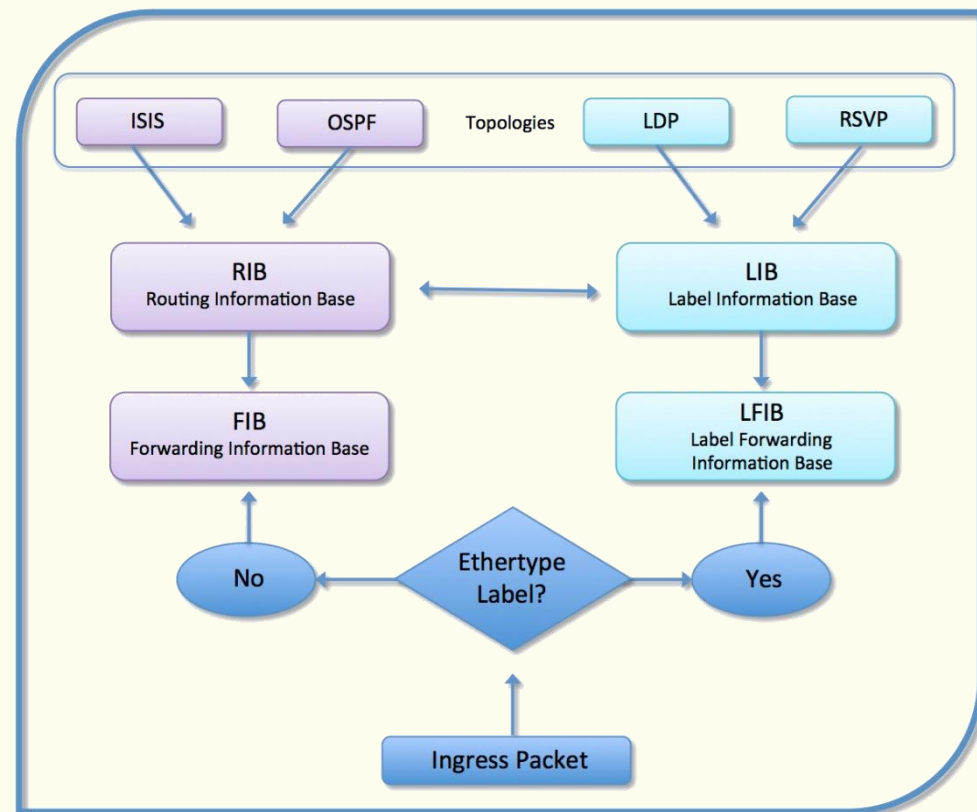 ISIS
OSPF
Topologies
LDP
RSVP
RIB
Routing Information Base
LIB
Label Information Base
FIB
Forwarding Information Base
LFIB
Label Forwarding
Information Base
No
Ethertype
Label?
Yes
Ingress Packet